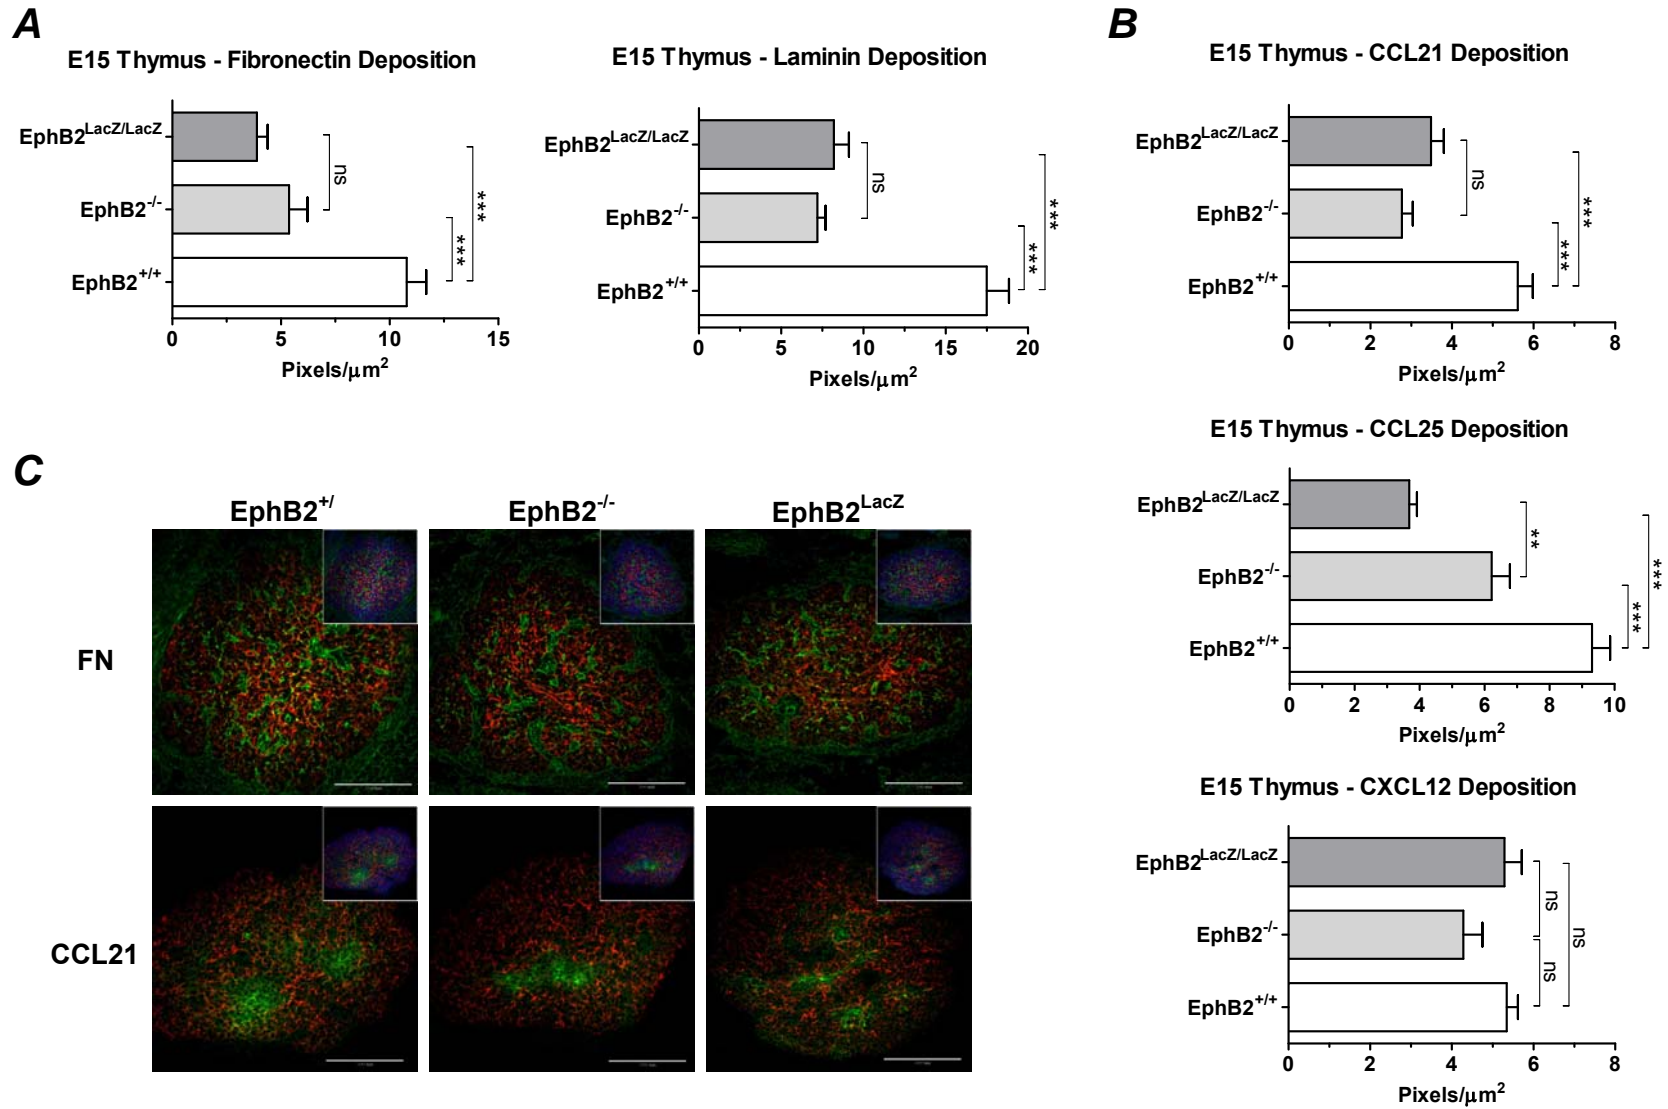 A
E15 Thymus - Fibronectin Deposition
EphB2LacZ/LacZ
EphB2-/-
EphB2+/+
ns
***
***
0 5 10 15
Pixels/μm2
E15 Thymus - Laminin Deposition
EphB2LacZ/LacZ
EphB2-/-
EphB2+/+
ns
***
***
0 5 10 15 20
Pixels/μm2
B
E15 Thymus - CCL21 Deposition
EphB2LacZ/LacZ
EphB2-/-
EphB2+/+
ns
***
***
0 2 4 6 8
Pixels/μm2
E15 Thymus - CCL25 Deposition
EphB2LacZ/LacZ
EphB2-/-
EphB2+/+
**
***
***
0 2 4 6 8 10
Pixels/μm2
E15 Thymus - CXCL12 Deposition
EphB2LacZ/LacZ
EphB2-/-
EphB2+/+
ns
ns
ns
0 2 4 6 8
Pixels/μm2
C
EphB2+/ EphB2-/- EphB2LacZ
FN
CCL21